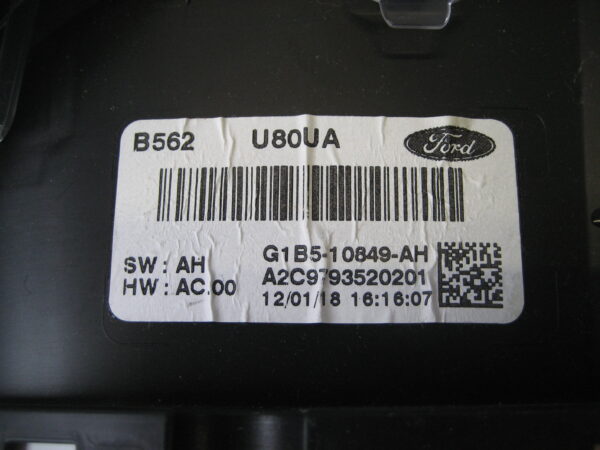 B562 U80UA Ford
G1B5-10849-AH
SW : AH
A2C9793520201
HW : AC.00
12/01/18 16:16:07